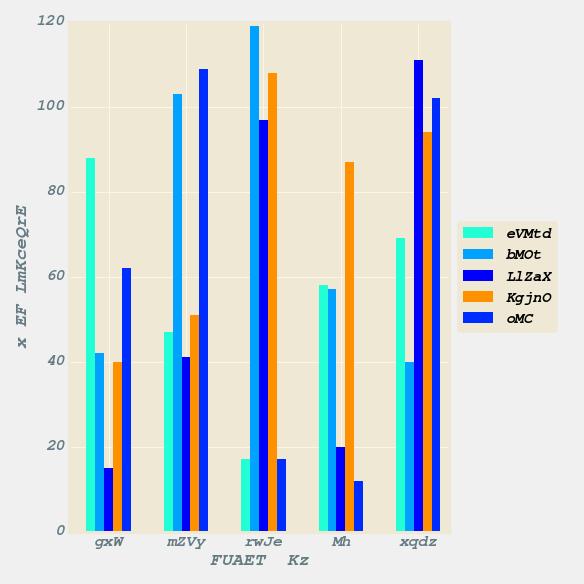 120
100
80
60
40
20
0
x EF LmKceQrE
gxW mZVy rwJe Mh xqdz
FUAET  Kz
eVMtd
bMOt
LlZaX
KgjnO
oMC